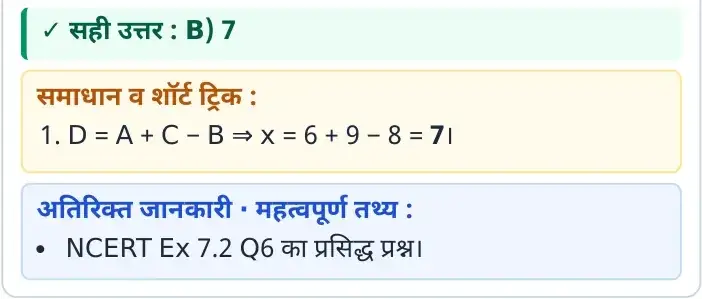 ✓ सही उत्तर : B) 7
समाधान व शॉर्ट ट्रिक :
1. D = A + C − B ⇒ x = 6 + 9 − 8 = 7।
अतिरिक्त जानकारी · महत्वपूर्ण तथ्य :
• NCERT Ex 7.2 Q6 का प्रसिद्ध प्रश्न।